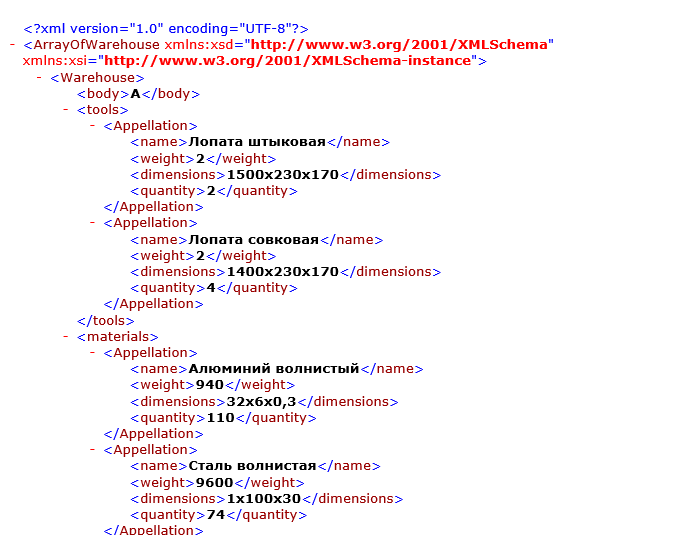 <?xml version="1.0" encoding="UTF-8"?>
- <ArrayOfWarehouse xmlns:xsd="http://www.w3.org/2001/XMLSchema"
xmlns:xsi="http://www.w3.org/2001/XMLSchema-instance">
- <Warehouse>
<body>A</body>
- <tools>
- <Appellation>
<name>Лопата штыковая</name>
<weight>2</weight>
<dimensions>1500x230x170</dimensions>
<quantity>2</quantity>
</Appellation>
- <Appellation>
<name>Лопата совковая</name>
<weight>2</weight>
<dimensions>1400x230x170</dimensions>
<quantity>4</quantity>
</Appellation>
</tools>
- <materials>
- <Appellation>
<name>Алюминий волнистый</name>
<weight>940</weight>
<dimensions>32x6x0,3</dimensions>
<quantity>110</quantity>
</Appellation>
- <Appellation>
<name>Сталь волнистая</name>
<weight>9600</weight>
<dimensions>1x100x30</dimensions>
<quantity>74</quantity>
</Appellation>